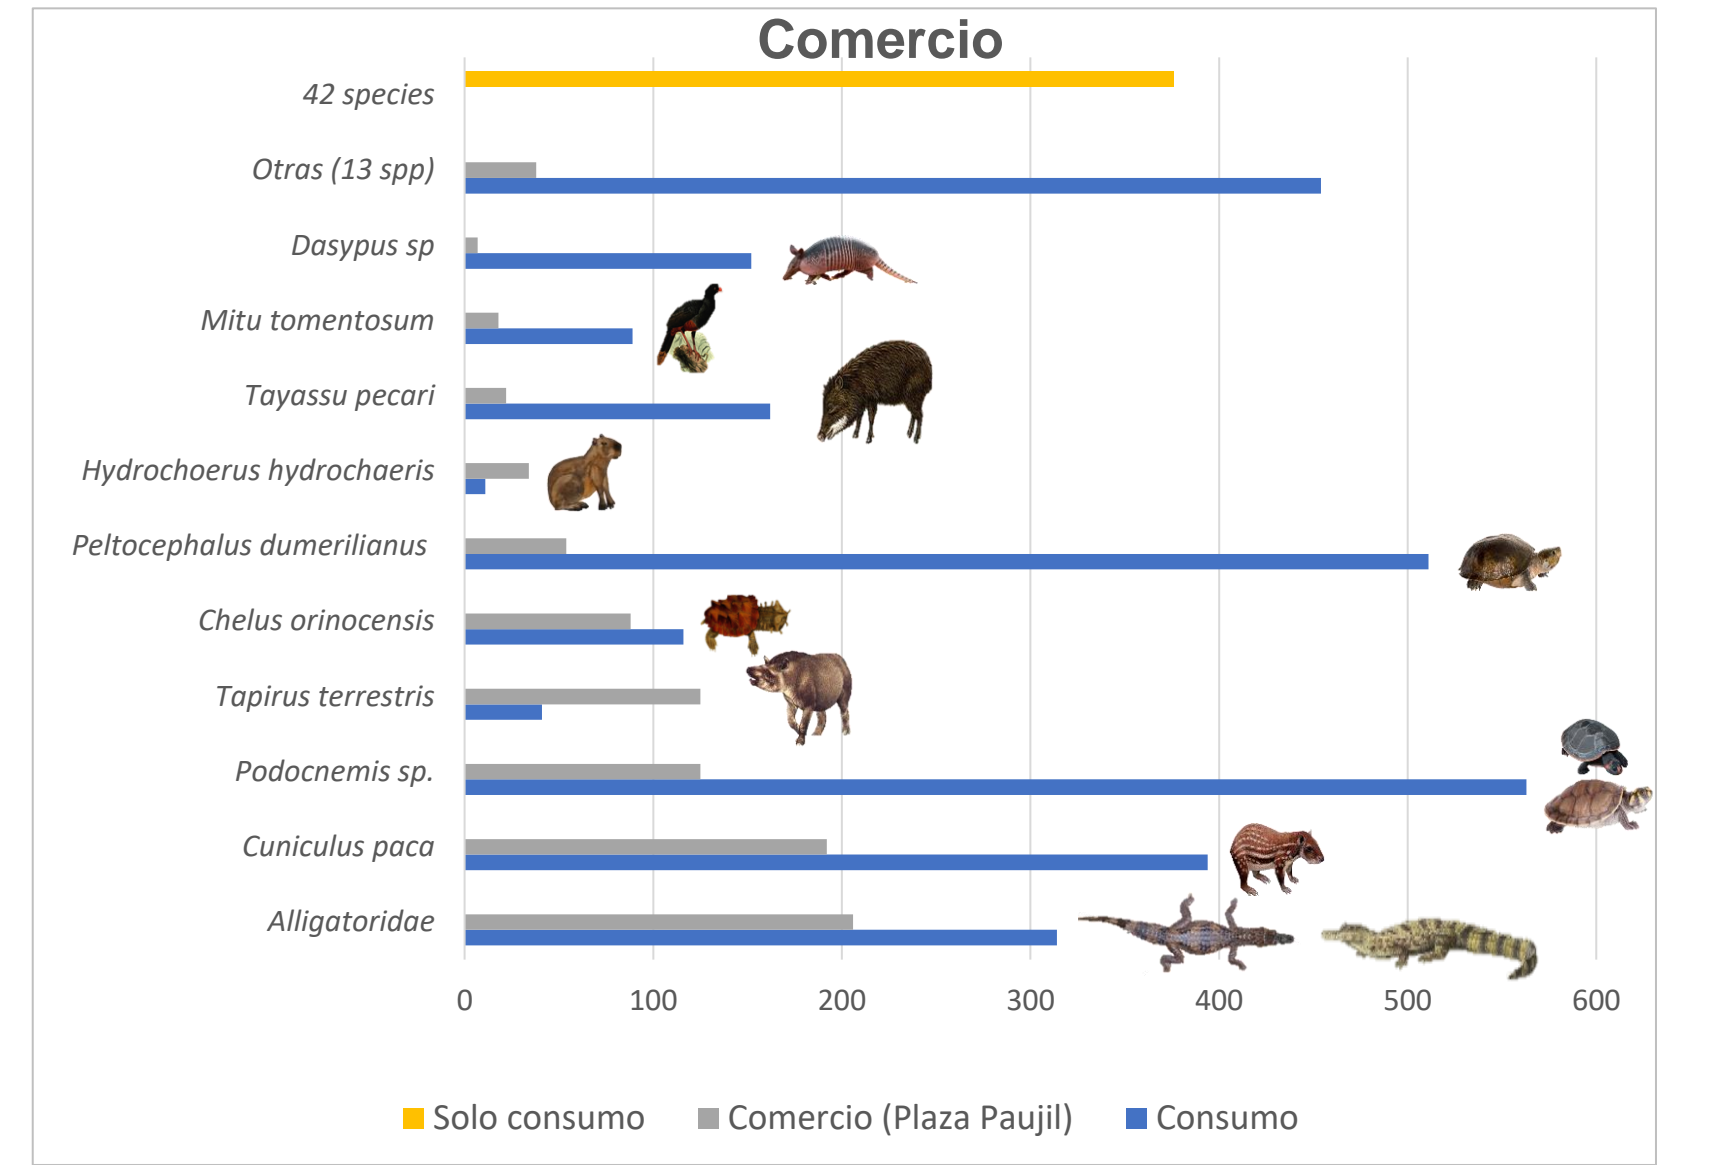 Comercio
42 species
Otras (13 spp)
Dasypus sp
Mitu tomentosum
Tayassu pecari
Hydrochoerus hydrochaeris
Peltocephalus dumerilianus
Chelus orinocensis
Tapirus terrestris
Podocnemis sp.
Cuniculus paca
Alligatoridae
0 100 200 300 400 500 600
Solo consumo Comercio (Plaza Paujil) Consumo